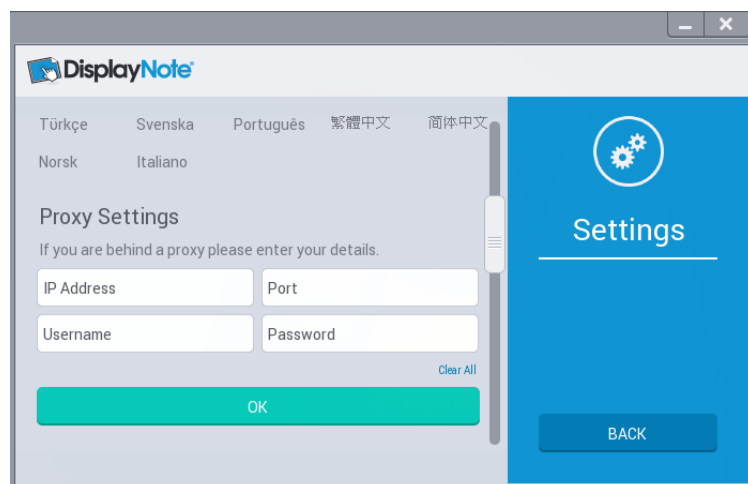 DisplayNote®
Türkçe Svenska Português 繁體中文 简体中文
Norsk Italiano
Proxy Settings
If you are behind a proxy please enter your details.
IP Address Port
Username Password
Clear All
OK
Settings
BACK